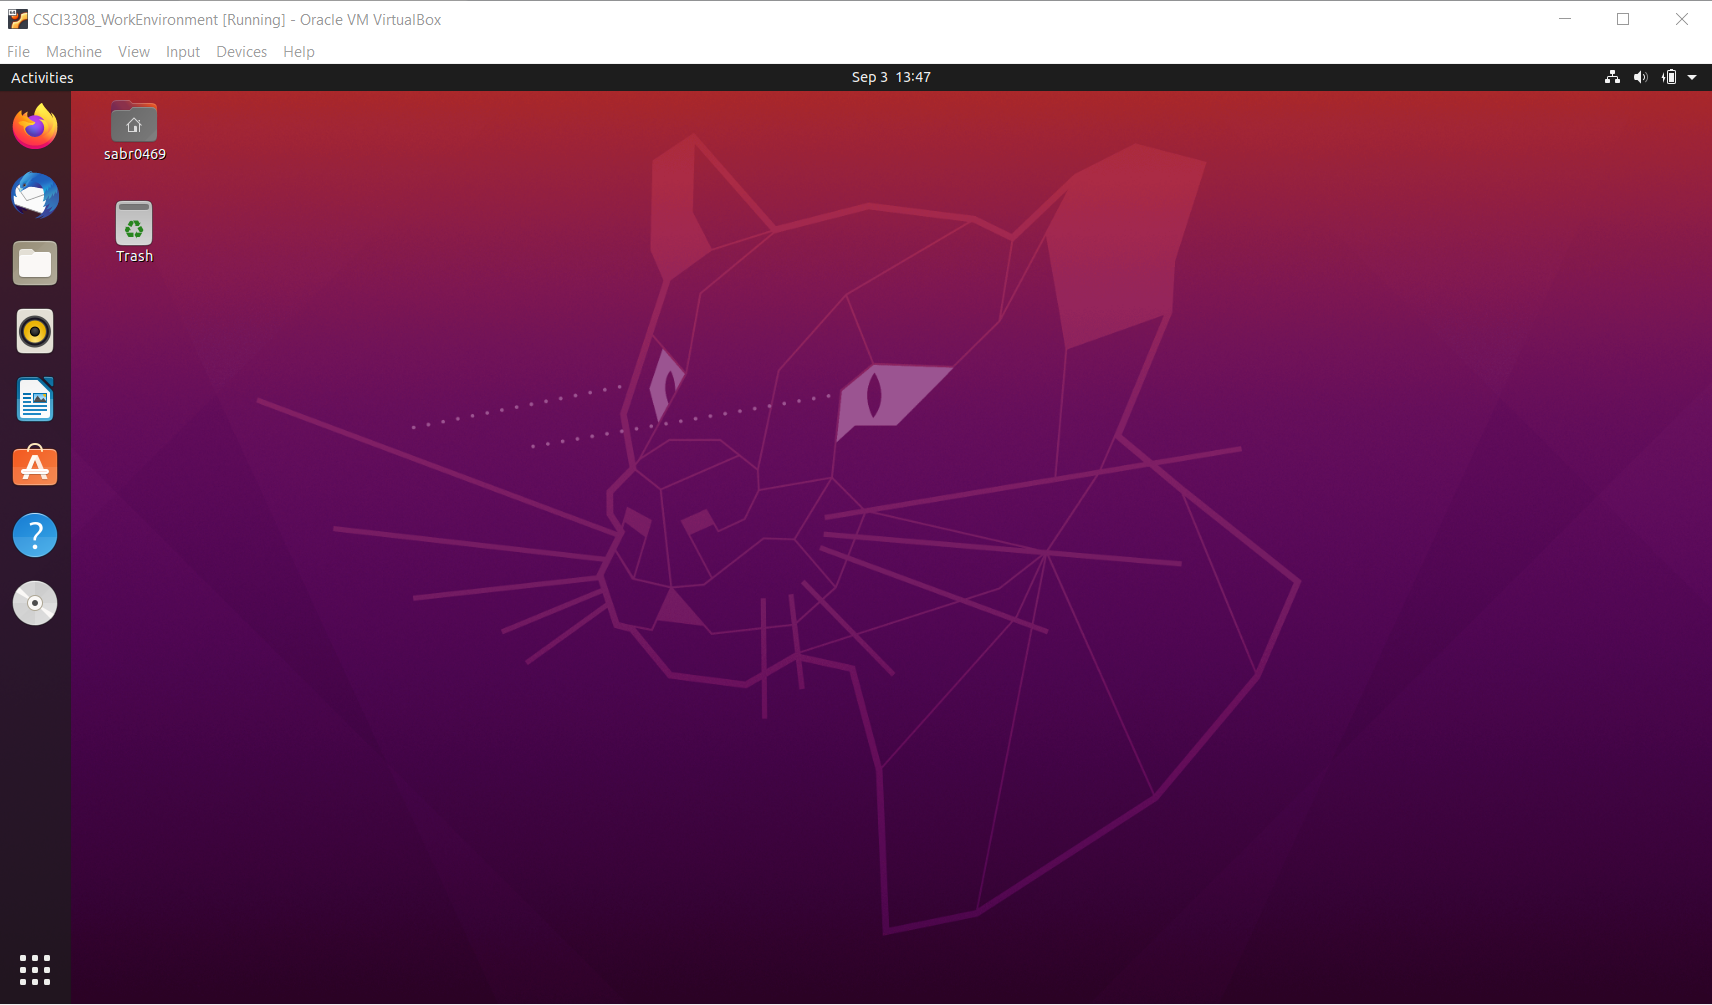 CSCI3308_WorkEnvironment [Running] - Oracle VM VirtualBox
File Machine View Input Devices Help
Activities Sep 3 13:47
sabr0469
Trash